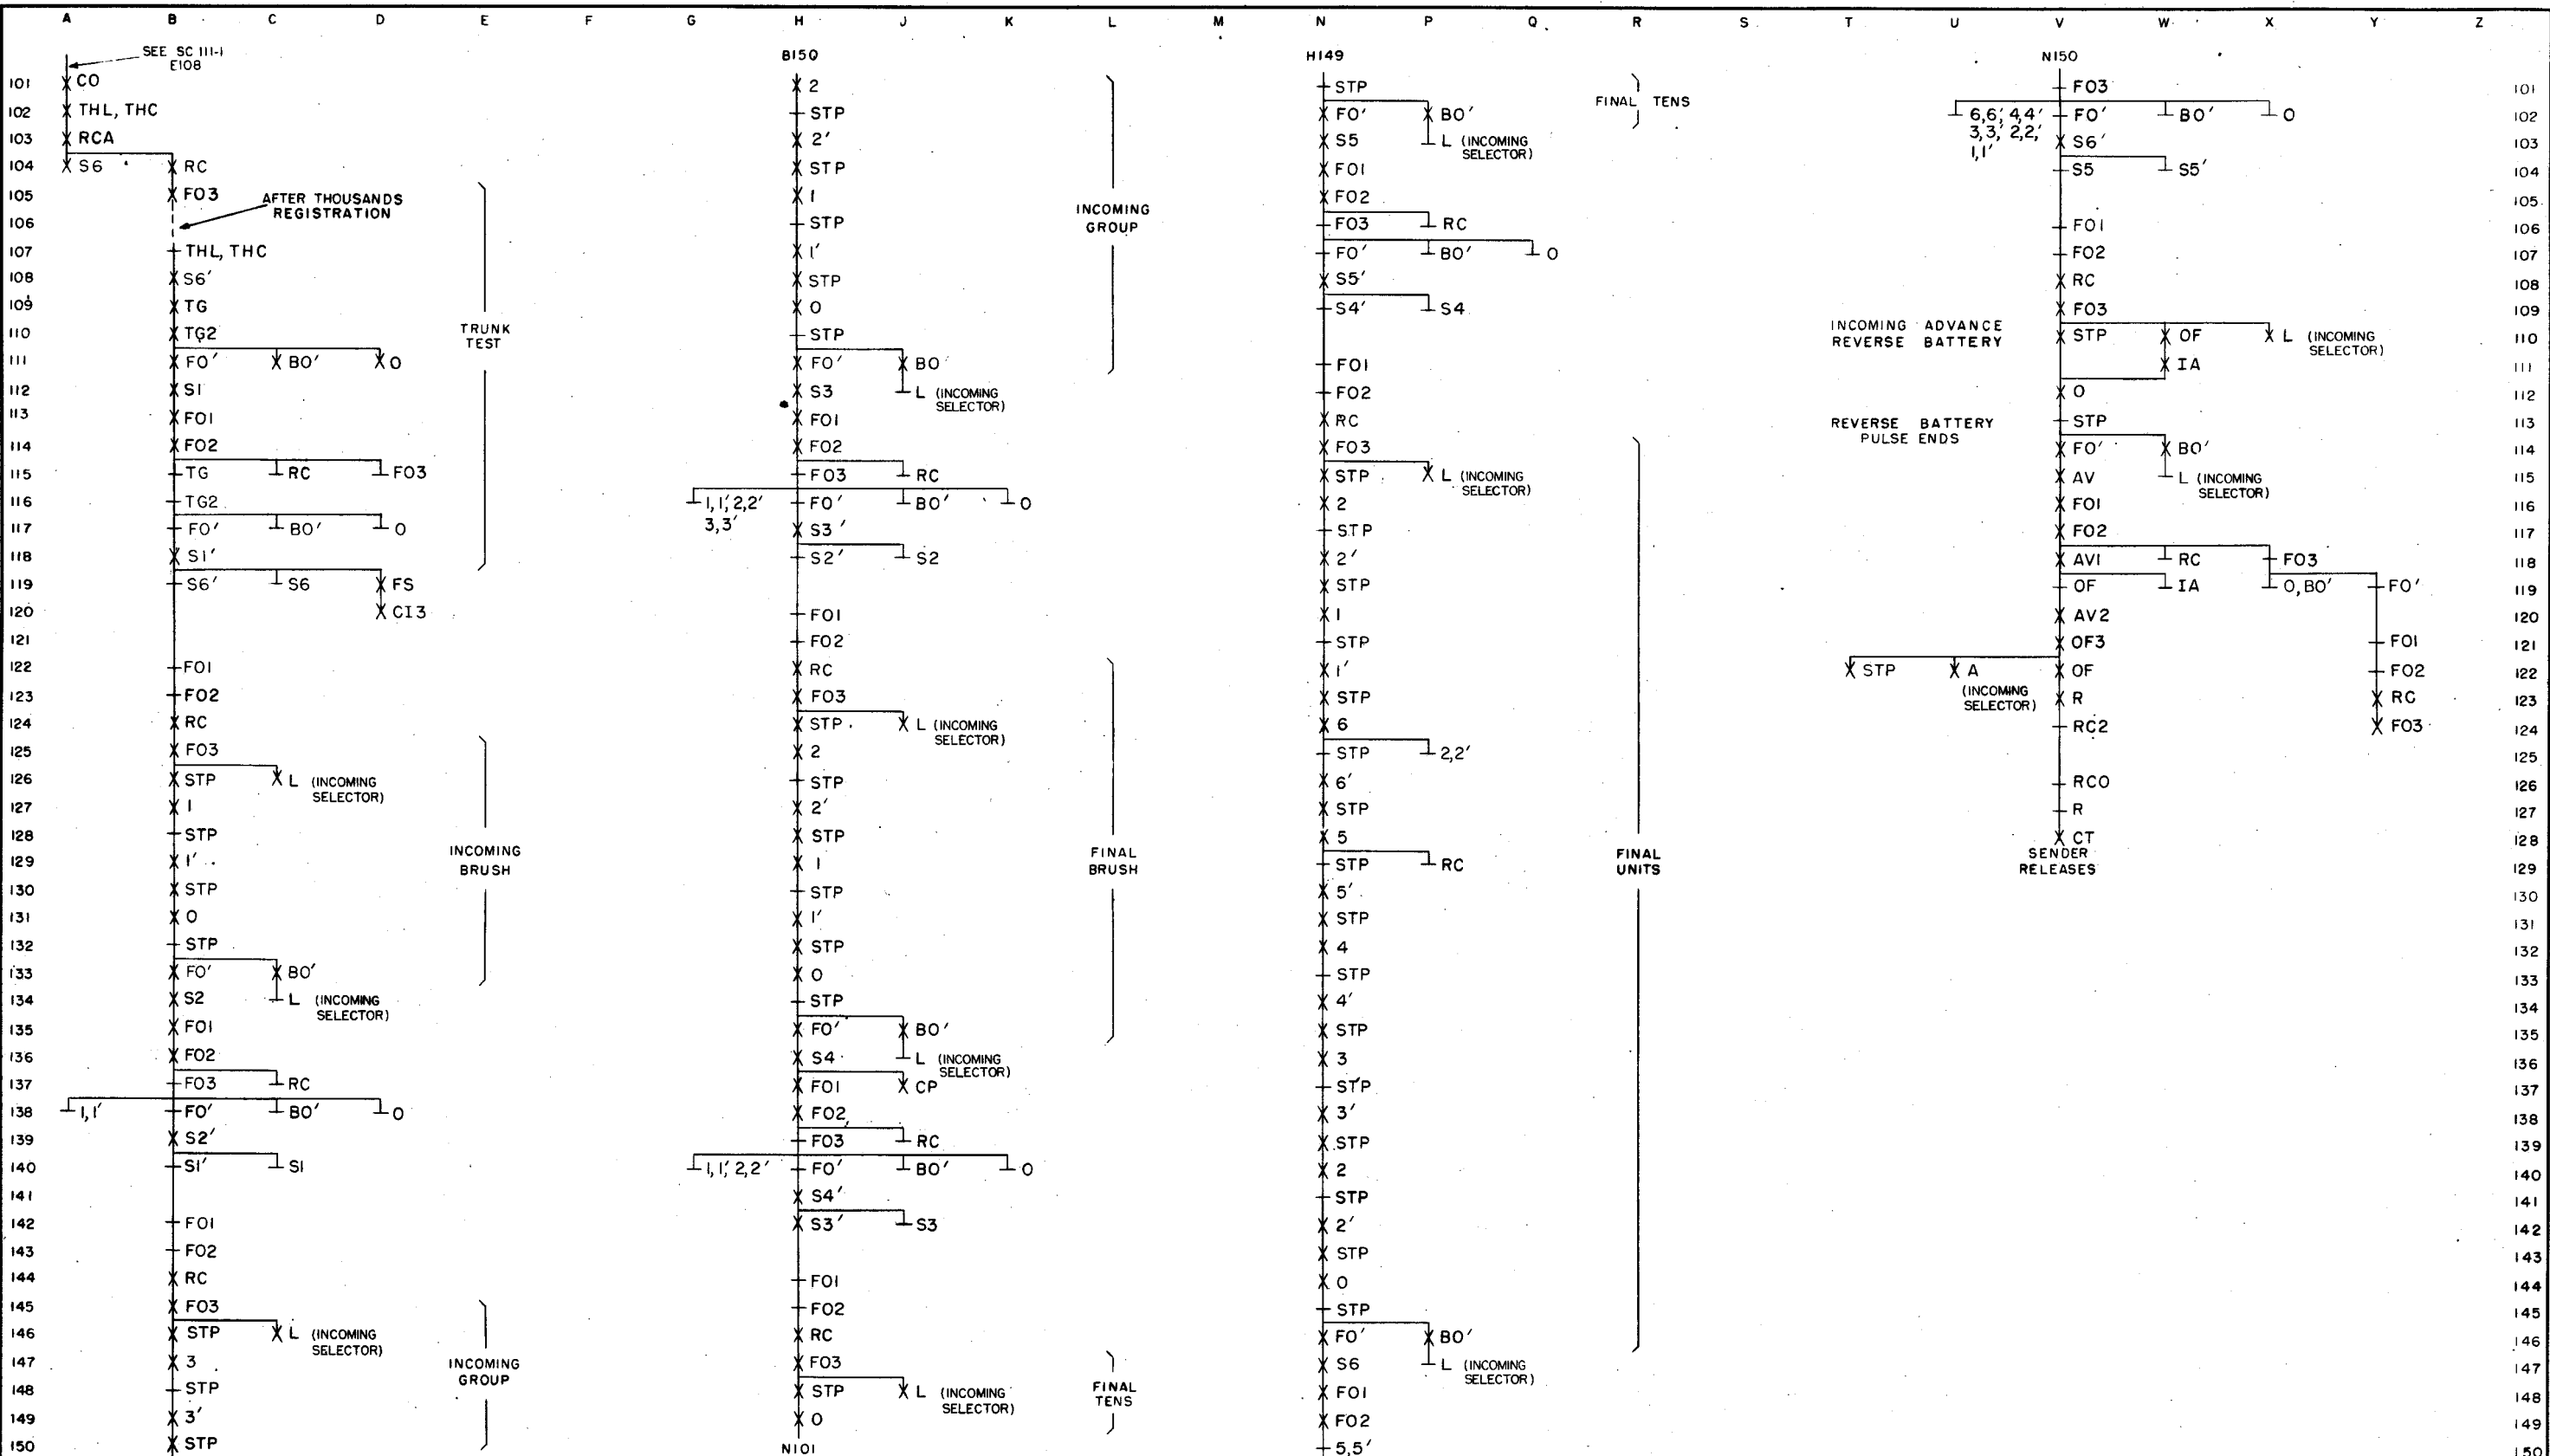 A B C D E F G H J K L M N P Q R S T U V W X Y Z
SEE SC 111-1
E108
B150
H149
N150
101 CO 2 STP FINAL TENS FO3 101
102 THL, THC STP FO' BO' 6,6', 4,4' FO' BO' O 102
3,3', 2,2',
1,1'
103 RCA 2' S5 L (INCOMING SELECTOR) S6' 103
104 S6 RC STP FO1 S5 S5' 104
105 FO3 1 FO2 105
AFTER THOUSANDS
REGISTRATION
INCOMING
GROUP
106 STP FO3 RC FO1 106
107 THL, THC 1' FO' BO' O FO2 107
108 S6' STP S5' RC 108
109 TG O S4' S4 FO3 109
TRUNK
TEST
INCOMING ADVANCE
REVERSE BATTERY
110 TG2 STP STP OF L (INCOMING SELECTOR) 110
111 FO' BO' O FO' BO' FO1 IA 111
112 S1 S3 L (INCOMING SELECTOR) FO2 O 112
113 FO1 FO1 RC STP 113
REVERSE BATTERY
PULSE ENDS
114 FO2 FO2 FO3 FO' BO' 114
115 TG RC FO3 FO3 RC STP L (INCOMING SELECTOR) AV L (INCOMING SELECTOR) 115
116 TG2 1,1', 2,2' FO' BO' O 2 FO1 116
3,3'
117 FO' BO' O S3' STP FO2 117
118 S1' S2' S2 2' AV1 RC FO3 118
119 S6' S6 FS STP OF IA O,BO' FO' 119
120 CI3 FO1 1 AV2 120
121 FO2 STP OF3 FO1 121
122 FO1 RC 1' STP A (INCOMING SELECTOR) OF FO2 122
123 FO2 FO3 STP R RC 123
124 RC STP L (INCOMING SELECTOR) 6 RC2 FO3 124
125 FO3 2 STP 2,2' 125
126 STP L (INCOMING SELECTOR) STP 6' RCO 126
127 1 2' STP R 127
128 STP STP 5 CT 128
INCOMING
BRUSH
FINAL
BRUSH
FINAL
UNITS
SENDER
RELEASES
129 1' 1 STP RC 129
130 STP STP 5' 130
131 O 1' STP 131
132 STP STP 4 132
133 FO' BO' O STP 133
134 S2 L (INCOMING SELECTOR) STP 4' 134
135 FO1 FO' BO' STP 135
136 FO2 S4 L (INCOMING SELECTOR) 3 136
137 FO3 RC FO1 CP STP 137
138 1,1' FO' BO' O FO2 3' 138
139 S2' FO3 RC STP 139
140 S1' S1 1,1', 2,2' FO' BO' O 2 140
141 S4' STP 141
142 FO1 S3' S3 2' 142
143 FO2 STP 143
144 RC FO1 O 144
145 FO3 FO2 STP 145
146 STP L (INCOMING SELECTOR) RC FO' BO' 146
147 3 INCOMING GROUP FO3 S6 L (INCOMING SELECTOR) 147
148 STP STP L (INCOMING SELECTOR) FINAL TENS FO1 148
149 3' O FO2 149
150 STP N101 5,5' 150